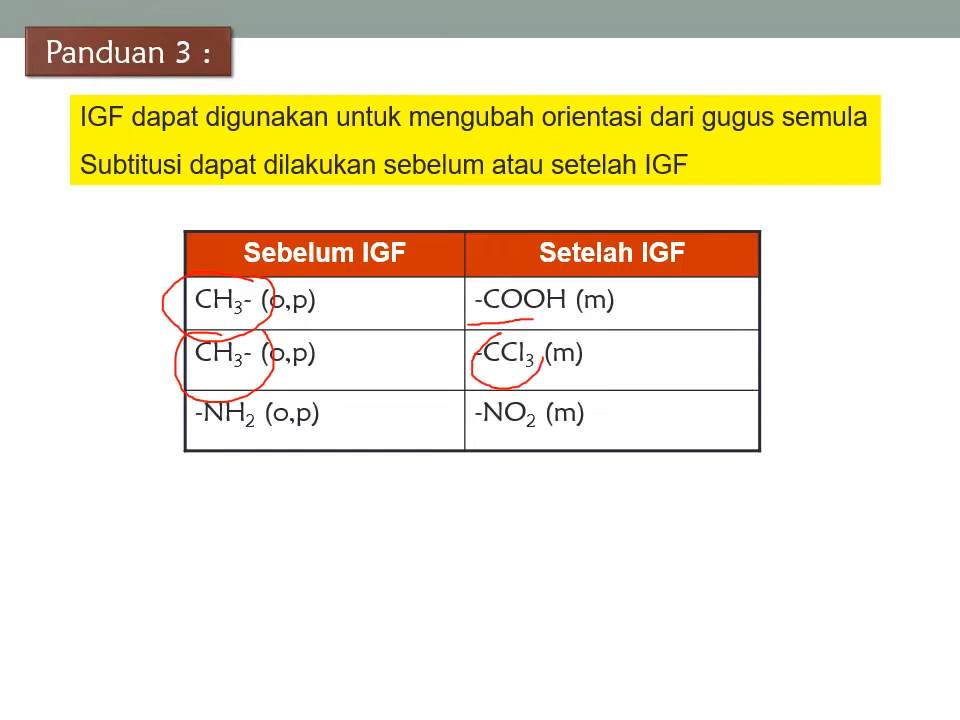 Panduan 3 :
IGF dapat digunakan untuk mengubah orientasi dari gugus semula
Subtitusi dapat dilakukan sebelum atau setelah IGF
Sebelum IGF Setelah IGF
CH₃- (o,p) -COOH (m)
CH₃- (o,p) -CCl₃ (m)
-NH₂ (o,p) -NO₂ (m)